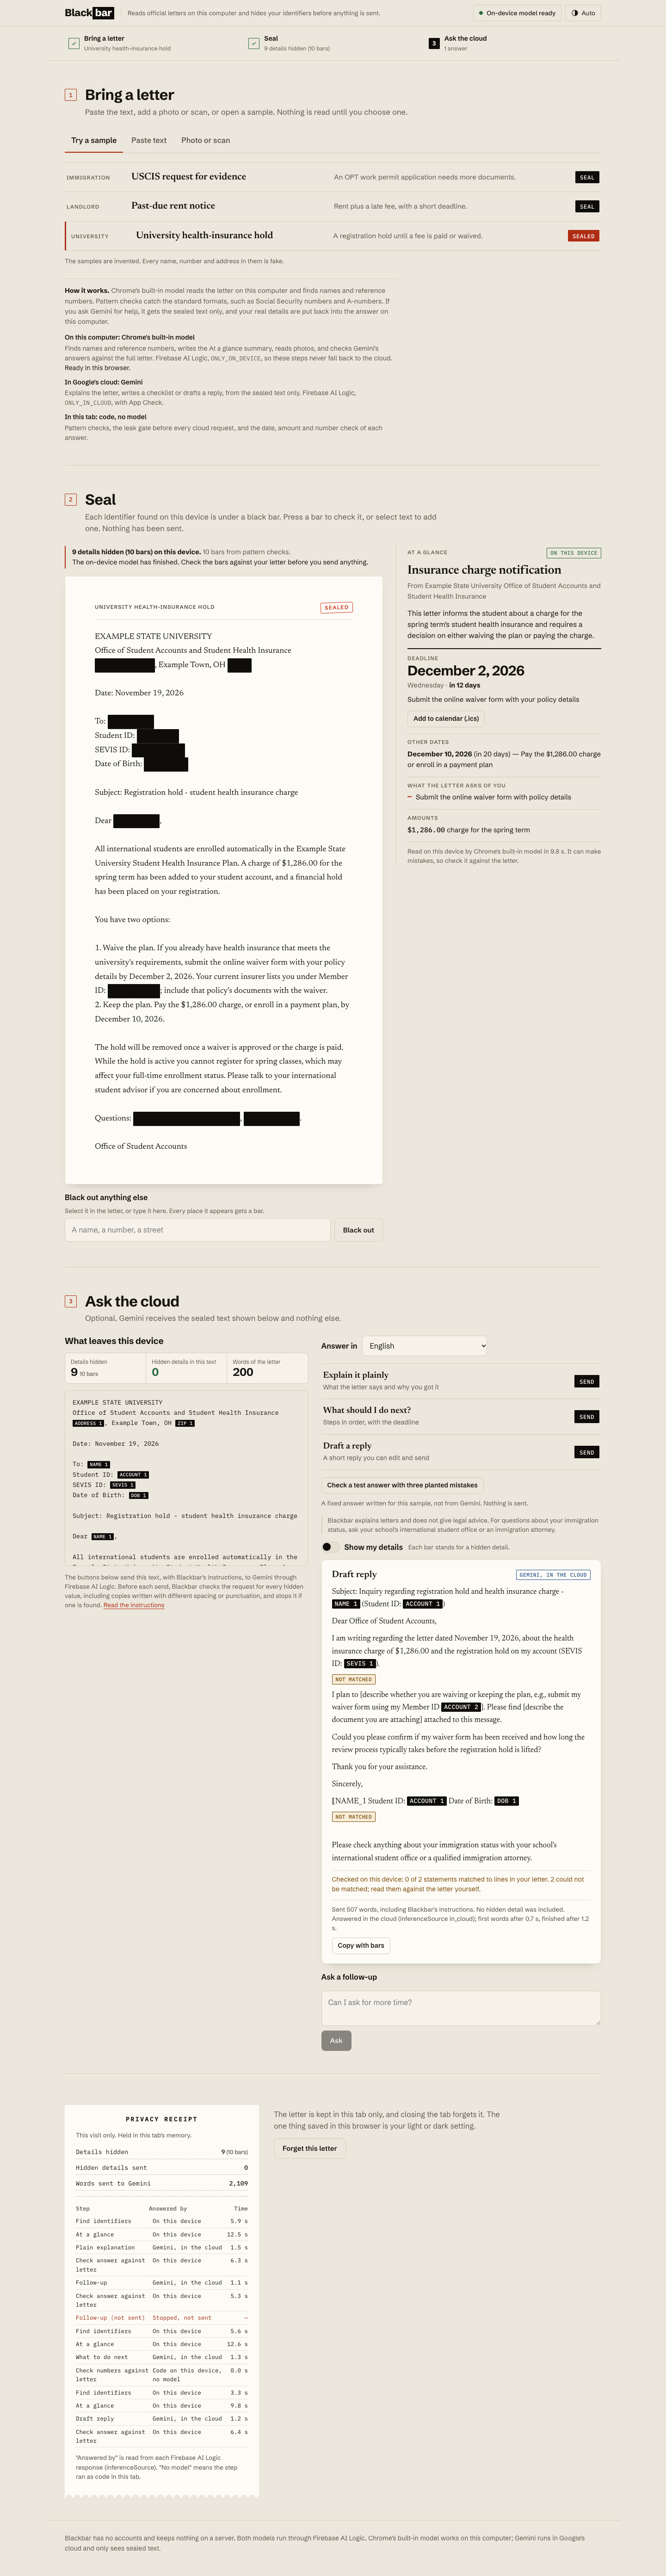 Blackbar
Reads official letters on this computer and hides your identifiers before anything is sent.
On-device model ready
Auto
Bring a letter
University health-insurance hold
Seal
9 details hidden (10 bars)
3
Ask the cloud
1 answer
1
Bring a letter
Paste the text, add a photo or scan, or open a sample. Nothing is read until you choose one.
Try a sample
Paste text
Photo or scan
IMMIGRATION
USCIS request for evidence
An OPT work permit application needs more documents.
SEAL
LANDLORD
Past-due rent notice
Rent plus a late fee, with a short deadline.
SEAL
UNIVERSITY
University health-insurance hold
A registration hold until a fee is paid or waived.
SEALED
The samples are invented. Every name, number and address in them is fake.
How it works. Chrome's built-in model reads the letter on this computer and finds names and reference
numbers. Pattern checks catch the standard formats, such as Social Security numbers and A-numbers. If
you ask Gemini for help, it gets the sealed text only, and your real details are put back into the answer on
this computer.
On this computer: Chrome's built-in model
Finds names and reference numbers, writes the At a glance summary, reads photos, and checks Gemini's
answers against the full letter. Firebase AI Logic, ONLY_ON_DEVICE, so these steps never fall back to the cloud.
Ready in this browser.
In Google's cloud: Gemini
Explains the letter, writes a checklist or drafts a reply, from the sealed text only. Firebase AI Logic,
ONLY_IN_CLOUD, with App Check.
In this tab: code, no model
Pattern checks, the leak gate before every cloud request, and the date, amount and number check of each
answer.
2
Seal
Each identifier found on this device is under a black bar. Press a bar to check it, or select text to add
one. Nothing has been sent.
9 details hidden (10 bars) on this device. 10 bars from pattern checks.
The on-device model has finished. Check the bars against your letter before you send anything.
UNIVERSITY HEALTH-INSURANCE HOLD
SEALED
EXAMPLE STATE UNIVERSITY
Office of Student Accounts and Student Health Insurance
, Example Town, OH
Date: November 19, 2026
To:
Student ID:
SEVIS ID:
Date of Birth:
Subject: Registration hold - student health insurance charge
Dear ,
All international students are enrolled automatically in the Example State
University Student Health Insurance Plan. A charge of $1,286.00 for the
spring term has been added to your student account, and a financial hold
has been placed on your registration.
You have two options:
1. Waive the plan. If you already have health insurance that meets the
university's requirements, submit the online waiver form with your policy
details by December 2, 2026. Your current insurer lists you under Member
ID: ; include that policy's documents with the waiver.
2. Keep the plan. Pay the $1,286.00 charge, or enroll in a payment plan, by
December 10, 2026.
The hold will be removed once a waiver is approved or the charge is paid.
While the hold is active you cannot register for spring classes, which may
affect your full-time enrollment status. Please talk to your international
student advisor if you are concerned about enrollment.
Questions: , .
Office of Student Accounts
AT A GLANCE
ON THIS DEVICE
Insurance charge notification
From Example State University Office of Student Accounts and
Student Health Insurance
This letter informs the student about a charge for the
spring term's student health insurance and requires a
decision on either waiving the plan or paying the charge.
DEADLINE
December 2, 2026
Wednesday · in 12 days
Submit the online waiver form with your policy details
Add to calendar (.ics)
OTHER DATES
December 10, 2026 (in 20 days) — Pay the $1,286.00 charge
or enroll in a payment plan
WHAT THE LETTER ASKS OF YOU
– Submit the online waiver form with policy details
AMOUNTS
$1,286.00 charge for the spring term
Read on this device by Chrome's built-in model in 9.8 s. It can make
mistakes, so check it against the letter.
Black out anything else
Select it in the letter, or type it here. Every place it appears gets a bar.
A name, a number, a street
Black out
3
Ask the cloud
Optional. Gemini receives the sealed text shown below and nothing else.
What leaves this device
Details hidden
9 10 bars
Hidden details in this text
0
Words of the letter
200
EXAMPLE STATE UNIVERSITY
Office of Student Accounts and Student Health Insurance
ADDRESS 1, Example Town, OH ZIP 1
Date: November 19, 2026
To: NAME 1
Student ID: ACCOUNT 1
SEVIS ID: SEVIS 1
Date of Birth: DOB 1
Subject: Registration hold - student health insurance charge
Dear NAME 1,
All international students are enrolled automatically in the
The buttons below send this text, with Blackbar's instructions, to Gemini through
Firebase AI Logic. Before each send, Blackbar checks the request for every hidden
value, including copies written with different spacing or punctuation, and stops it if
one is found. Read the instructions
Answer in
English
Explain it plainly
What the letter says and why you got it
SEND
What should I do next?
Steps in order, with the deadline
SEND
Draft a reply
A short reply you can edit and send
SEND
Check a test answer with three planted mistakes
A fixed answer written for this sample, not from Gemini. Nothing is sent.
Blackbar explains letters and does not give legal advice. For questions about your immigration
status, ask your school's international student office or an immigration attorney.
Show my details
Each bar stands for a hidden detail.
Draft reply
GEMINI, IN THE CLOUD
Subject: Inquiry regarding registration hold and health insurance charge -
NAME 1 (Student ID: ACCOUNT 1)
Dear Office of Student Accounts,
I am writing regarding the letter dated November 19, 2026, about the health
insurance charge of $1,286.00 and the registration hold on my account (SEVIS
ID: SEVIS 1).
NOT MATCHED
I plan to [describe whether you are waiving or keeping the plan, e.g., submit my
waiver form using my Member ID ACCOUNT 2]. Please find [describe the
document you are attaching] attached to this message.
Could you please confirm if my waiver form has been received and how long the
review process typically takes before the registration hold is lifted?
Thank you for your assistance.
Sincerely,
⟦NAME_1 Student ID: ACCOUNT 1 Date of Birth: DOB 1
NOT MATCHED
Please check anything about your immigration status with your school's
international student office or a qualified immigration attorney.
Checked on this device: 0 of 2 statements matched to lines in your letter. 2 could not
be matched; read them against the letter yourself.
Sent 507 words, including Blackbar's instructions. No hidden detail was included.
Answered in the cloud (inferenceSource in_cloud); first words after 0.7 s, finished after 1.2
s.
Copy with bars
Ask a follow-up
Can I ask for more time?
Ask
PRIVACY RECEIPT
This visit only. Held in this tab's memory.
Details hidden 9 (10 bars)
Hidden details sent 0
Words sent to Gemini 2,109
Step Answered by Time
Find identifiers On this device 5.9 s
At a glance On this device 12.5 s
Plain explanation Gemini, in the cloud 1.5 s
Check answer against letter On this device 6.3 s
Follow-up Gemini, in the cloud 1.1 s
Check answer against letter On this device 5.3 s
Follow-up (not sent) Stopped, not sent —
Find identifiers On this device 5.6 s
At a glance On this device 12.6 s
What to do next Gemini, in the cloud 1.3 s
Check numbers against letter Code on this device, no model 0.0 s
Find identifiers On this device 3.3 s
At a glance On this device 9.8 s
Draft reply Gemini, in the cloud 1.2 s
Check answer against letter On this device 6.4 s
"Answered by" is read from each Firebase AI Logic
response (inferenceSource). "No model" means the step
ran as code in this tab.
The letter is kept in this tab only, and closing the tab forgets it. The
one thing saved in this browser is your light or dark setting.
Forget this letter
Blackbar has no accounts and keeps nothing on a server. Both models run through Firebase AI Logic. Chrome's built-in model works on this computer; Gemini runs in Google's
cloud and only sees sealed text.